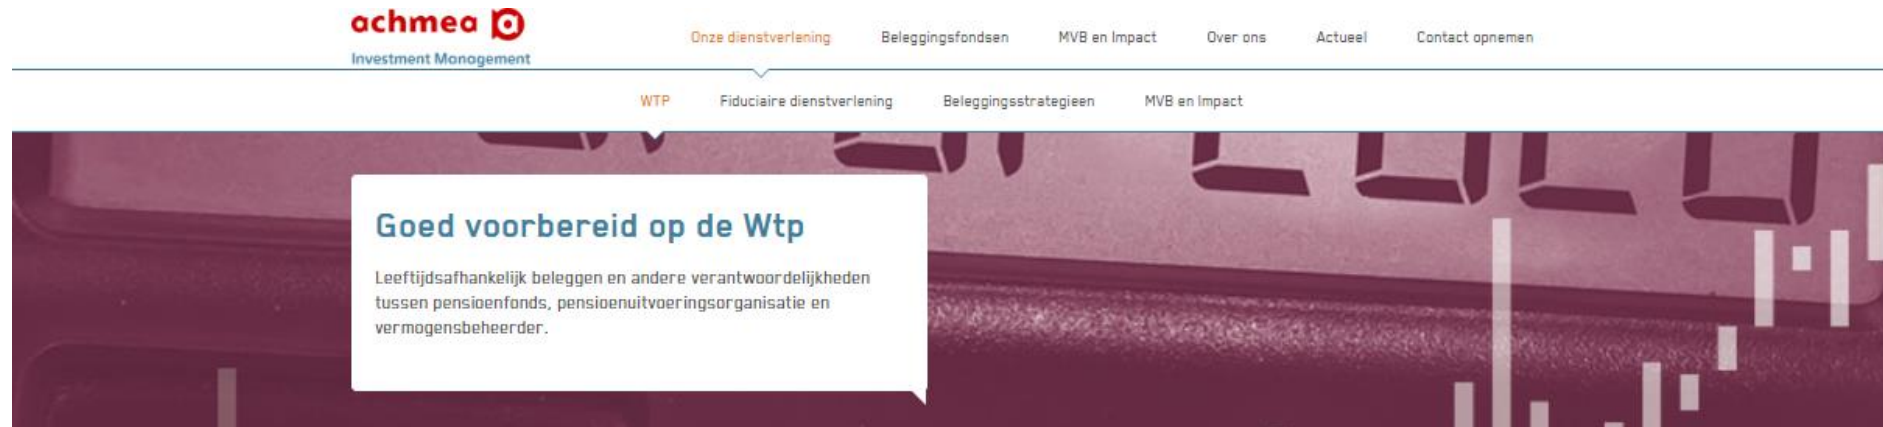 achmea
Investment Management
Onze dienstverlening Beleggingsfondsen MVB en Impact Over ons Actueel Contact opnemen
WTP Fiduciaire dienstverlening Beleggingsstrategieen MVB en Impact
Goed voorbereid op de Wtp
Leeftijdsafhankelijk beleggen en andere verantwoordelijkheden
tussen pensioenfonds, pensioenuitvoeringsorganisatie en
vermogensbeheerder.